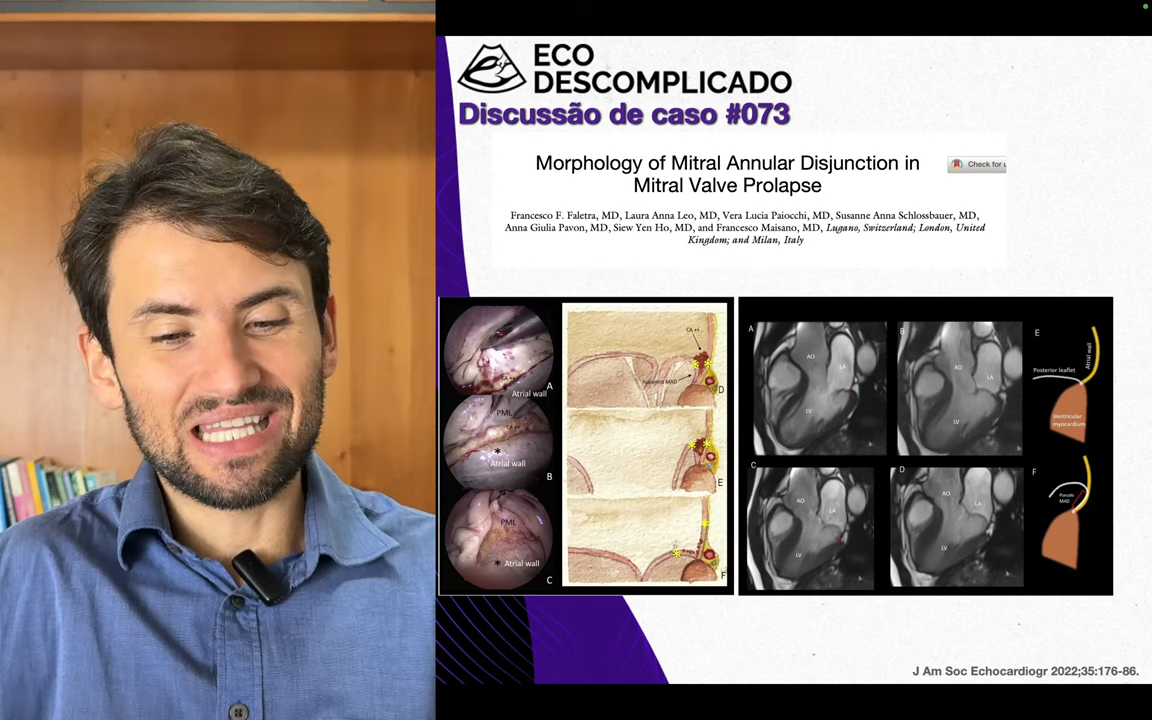 ECO
DESCOMPLICADO
Discussão de caso #073
Morphology of Mitral Annular Disjunction in
Mitral Valve Prolapse
Check for u
Francesco F. Faletra, MD, Laura Anna Leo, MD, Vera Lucia Paiocchi, MD, Susanne Anna Schlossbauer, MD,
Anna Giulia Pavon, MD, Siew Yen Ho, MD, and Francesco Maisano, MD, Lugano, Switzerland; London, United
Kingdom; and Milan, Italy
A
Atrial wall
PML
*
Atrial wall
B
PML
* Atrial wall
C
Apparent MAD
D
E
F
A
AO
LA
LV
B
AO
LA
LV
C
AO
LA
LV
D
AO
LA
LV
E
Atrial wall
Posterior leaflet
Ventricular
myocardium
F
Pseudo
MAD
J Am Soc Echocardiogr 2022;35:176-86.